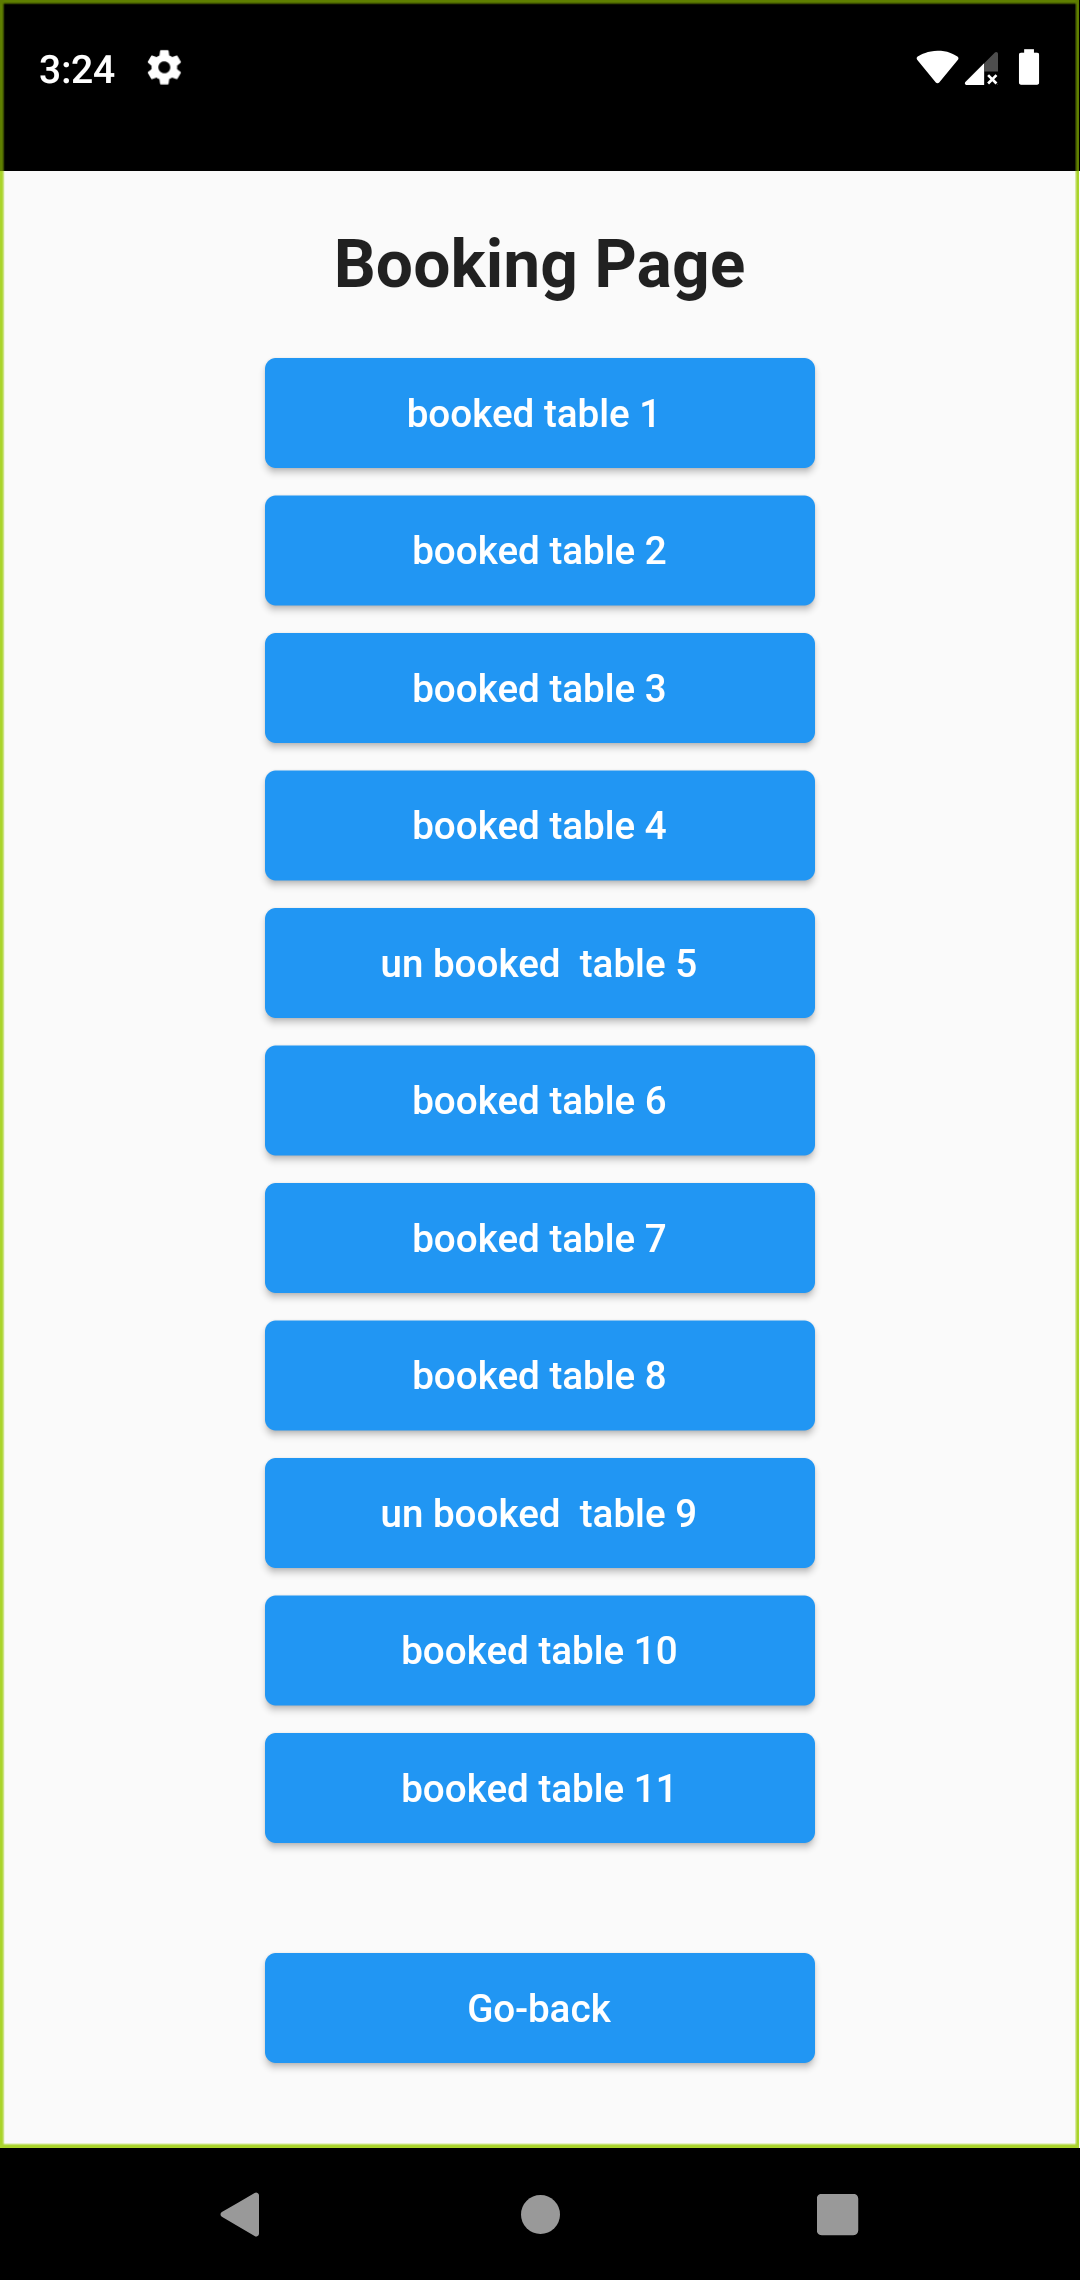 3:24
Booking Page
booked table 1
booked table 2
booked table 3
booked table 4
un booked  table 5
booked table 6
booked table 7
booked table 8
un booked  table 9
booked table 10
booked table 11
Go-back